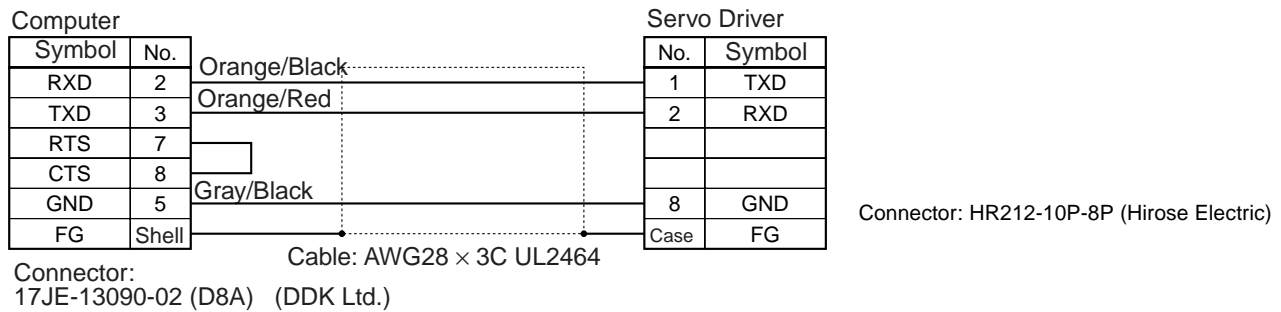 Computer
Servo Driver
Symbol No. No. Symbol
RXD 2 Orange/Black 1 TXD
TXD 3 Orange/Red 2 RXD
RTS 7
CTS 8
GND 5 Gray/Black 8 GND
FG Shell Case FG
Connector: HR212-10P-8P (Hirose Electric)
Cable: AWG28 × 3C UL2464
Connector:
17JE-13090-02 (D8A) (DDK Ltd.)